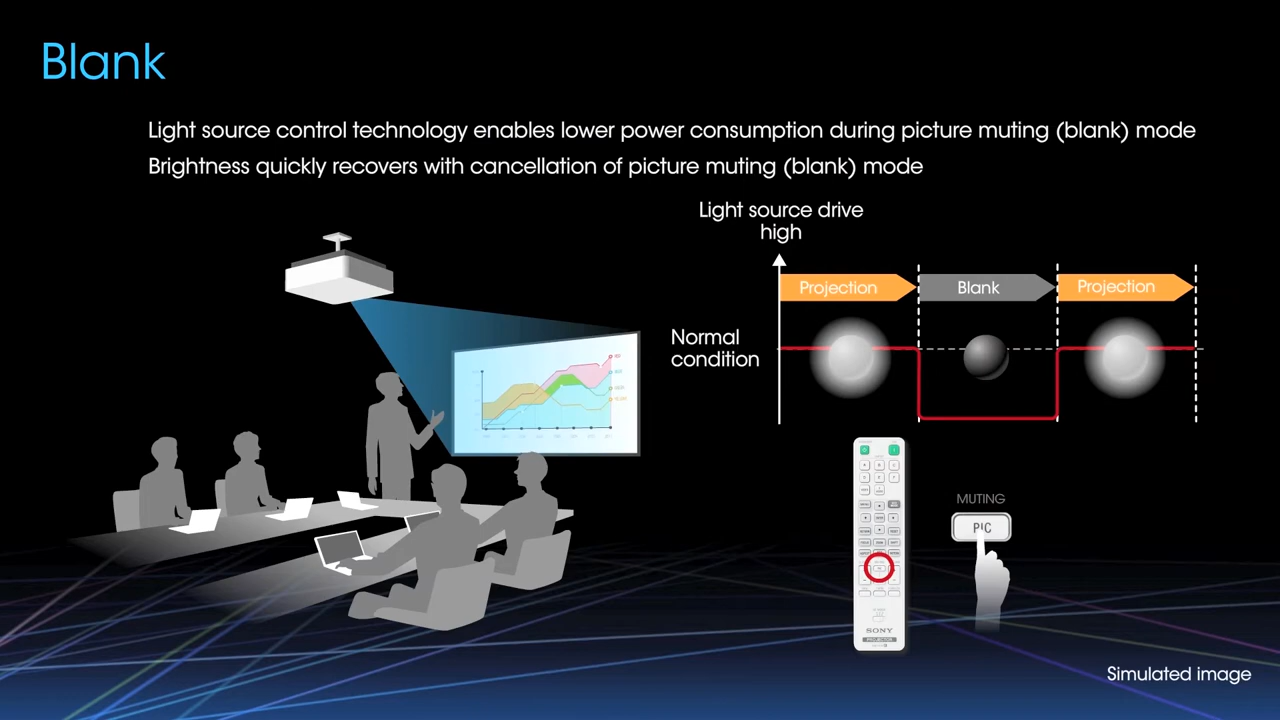 Blank
Light source control technology enables lower power consumption during picture muting (blank) mode
Brightness quickly recovers with cancellation of picture muting (blank) mode
Light source drive
high
Projection
Blank
Projection
Normal
condition
MUTING
PIC
SONY
PROJECTOR
Simulated image